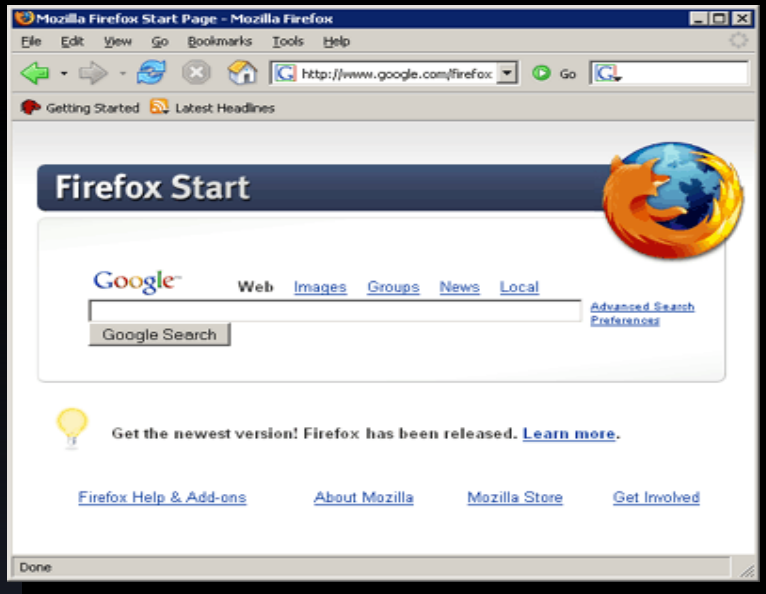 Mozilla Firefox Start Page - Mozilla Firefox
File Edit View Go Bookmarks Tools Help
G http://www.google.com/firefox Go G
Getting Started Latest Headlines
Firefox Start
Google™ Web Images Groups News Local
Advanced Search
Preferences
Google Search
Get the newest version! Firefox has been released. Learn more.
Firefox Help & Add-ons About Mozilla Mozilla Store Get Involved
Done